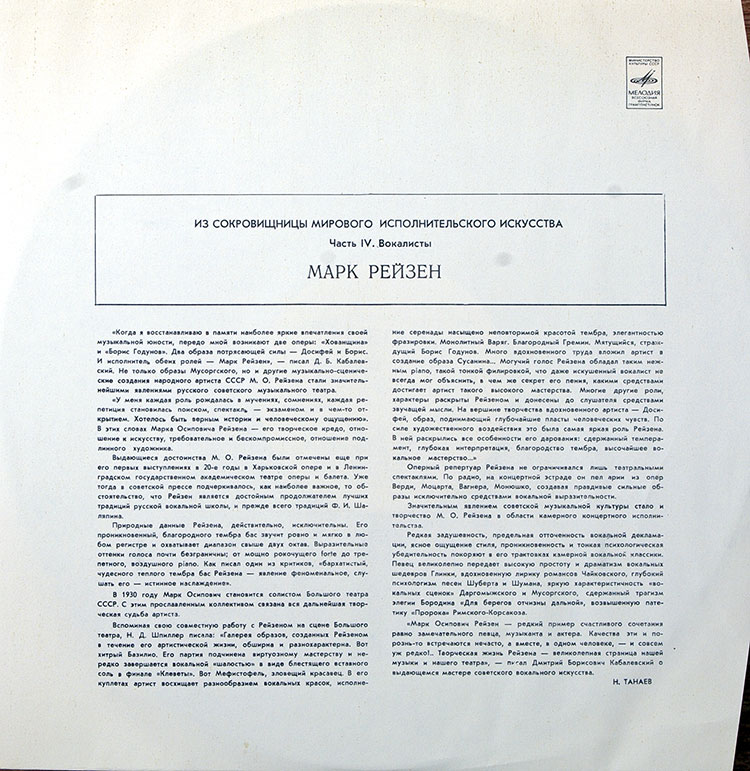 МИНИСТЕРСТВО
КУЛЬТУРЫ СССР
МЕЛОДИЯ
ВСЕСОЮЗНАЯ
ФИРМА
ГРАМПЛАСТИНОК
ИЗ СОКРОВИЩНИЦЫ МИРОВОГО ИСПОЛНИТЕЛЬСКОГО ИСКУССТВА
Часть IV. Вокалисты
МАРК РЕЙЗЕН
«Когда я восстанавливаю в памяти наиболее яркие впечатления своей
музыкальной юности, передо мной возникают две оперы: «Хованщина»
и «Борис Годунов». Два образа потрясающей силы — Досифей и Борис.
И исполнитель обеих ролей — Марк Рейзен», — писал Д. Б. Кабалев-
ский. Не только образы Мусоргского, но и другие музыкально-сцениче-
ские создания народного артиста СССР М. О. Рейзена стали значитель-
нейшими явлениями русского советского музыкального театра.
«У меня каждая роль рождалась в мучениях, сомнениях, каждая ре-
петиция становилась поиском, спектакль — экзаменом и в чем-то от-
крытием. Хотелось быть верным истории и человеческому ощущению».
В этих словах Марка Осиповича Рейзена — его творческое кредо, отно-
шение к искусству, требовательное и бескомпромиссное, отношение под-
линного художника.
Выдающиеся достоинства М. О. Рейзена были отмечены еще при
его первых выступлениях в 20-е годы в Харьковской опере и в Ленин-
градском государственном академическом театре оперы и балета. Уже
тогда в советской прессе подчеркивалось, как наиболее важное, то об-
стоятельство, что Рейзен является достойным продолжателем лучших
традиций русской вокальной школы, и прежде всего традиций Ф. И. Ша-
ляпина.
Природные данные Рейзена, действительно, исключительны. Его
проникновенный, благородного тембра бас звучит ровно и мягко в лю-
бом регистре и охватывает диапазон свыше двух октав. Выразительные
оттенки голоса почти безграничны; от мощно рокочущего forte до тре-
петного, воздушного piano. Как писал один из критиков, «бархатистый,
чудесного теплого тембра бас Рейзена — явление феноменальное, слу-
шать его — истинное наслаждение».
В 1930 году Марк Осипович становится солистом Большого театра
СССР. С этим прославленным коллективом связана вся дальнейшая твор-
ческая судьба артиста.
Вспоминая свою совместную работу с Рейзеном на сцене Большого
театра, Н. Д. Шпиллер писала: «Галерея образов, созданных Рейзеном
в течение его артистической жизни, обширна и разнохарактерна. Вот
хитрый Базилио. Его партия подчинена виртуозному мастерству и не-
редко завершается вокальной «шалостью» в виде блестящего вставного
соль в финале «Клеветы». Вот Мефистофель, зловещий красавец. В его
куплетах артист восхищает разнообразием вокальных красок, исполне-
ние серенады насыщено неповторимой красотой тембра, элегантностью
фразировки. Монолитный Варяг. Благородный Гремин. Мятущийся, стра-
дущий Борис Годунов. Много вдохновенного труда вложил артист в
создание образа Сусанина... Могучий голос Рейзена обладал таким неж-
ным piano, такой тонкой филировкой, что даже искушенный вокалист не
всегда мог объяснить, в чем же секрет его пения, какими средствами
достигает артист такого высокого мастерства. Многие другие роли,
характеры раскрыты Рейзеном и донесены до слушателя средствами
звучащей мысли. На вершине творчества вдохновенного артиста — Доси-
фей, образ, поднимающий глубочайшие пласты человеческих чувств. По
силе художественного воздействия это была самая яркая роль Рейзена.
В ней раскрылись все особенности его дарования: сдержанный темпера-
мент, глубокая интерпретация, благородство тембра, высочайшее во-
кальное мастерство...»
Оперный репертуар Рейзена не ограничивался лишь театральными
спектаклями. По радио, на концертной эстраде он пел арии из опер
Верди, Моцарта, Вагнера, Монюшко, создавая правдивые сильные об-
разы исключительно средствами вокальной выразительности.
Значительным явлением советской музыкальной культуры стало и
творчество М. О. Рейзена в области камерного концертного исполни-
тельства.
Редкая задушевность, предельная отточенность вокальной деклама-
ции, ясное ощущение стиля, проникновенность и тонкая психологическая
убедительность покоряют в его трактовках камерной вокальной классики.
Певец великолепно передает высокую простоту и драматизм вокальных
шедевров Глинки, вдохновенную лирику романсов Чайковского, глубокий
психологизм песен Шуберта и Шумана, яркую характеристичность «во-
кальных сценок» Даргомыжского и Мусоргского, сдержанный трагизм
элегии Бородина «Для берегов отчизны дальной», возвышенную пате-
тику «Пророка» Римского-Корсакова.
«Марк Осипович Рейзен — редкий пример счастливого сочетания
равно замечательного певца, музыканта и актера. Качества эти и по-
рознь-то встречаются нечасто, а вместе, в одном человеке, — и совсем
уж редко!.. Творческая жизнь Рейзена — великолепная страница нашей
музыки и нашего театра», — писал Дмитрий Борисович Кабалевский о
выдающемся мастере советского вокального искусства.
Н. ТАНАЕВ